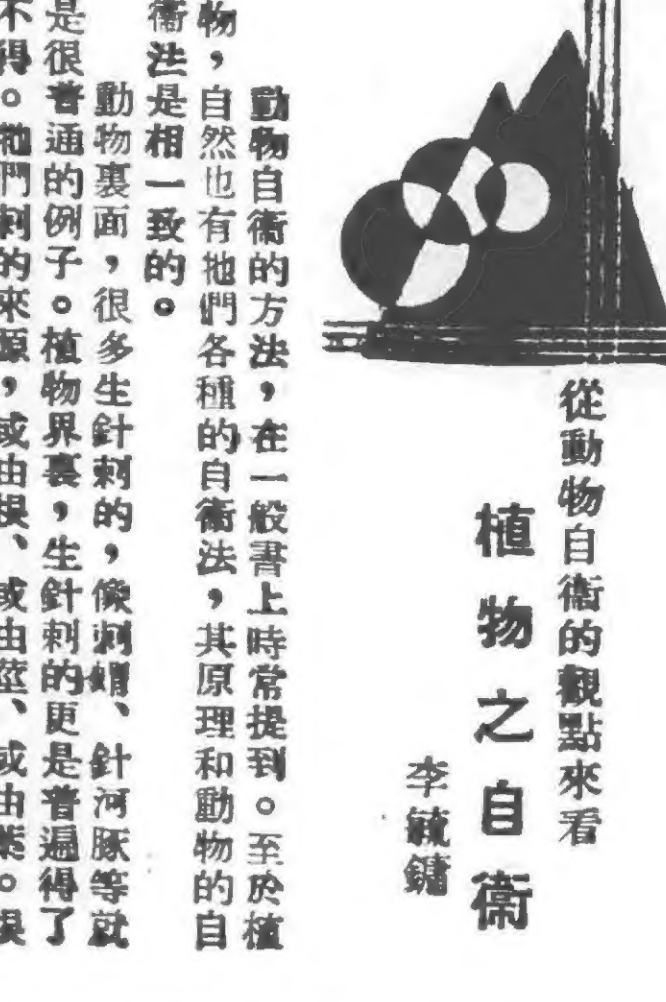 從動物自衞的觀點來看
植物之自衞
李毓鏞
動物自衞的方法，在一般書上時常提到。至於植
物，自然也有牠們各種的自衞法，其原理和動物的自
衞法是相一致的。
動物裏面，很多生針刺的，像刺蝟、針河豚等就
是很普通的例子。植物界裏，生針刺的更是普遍得了
不得。牠們刺的來源，或由根、或由莖、或由葉。根